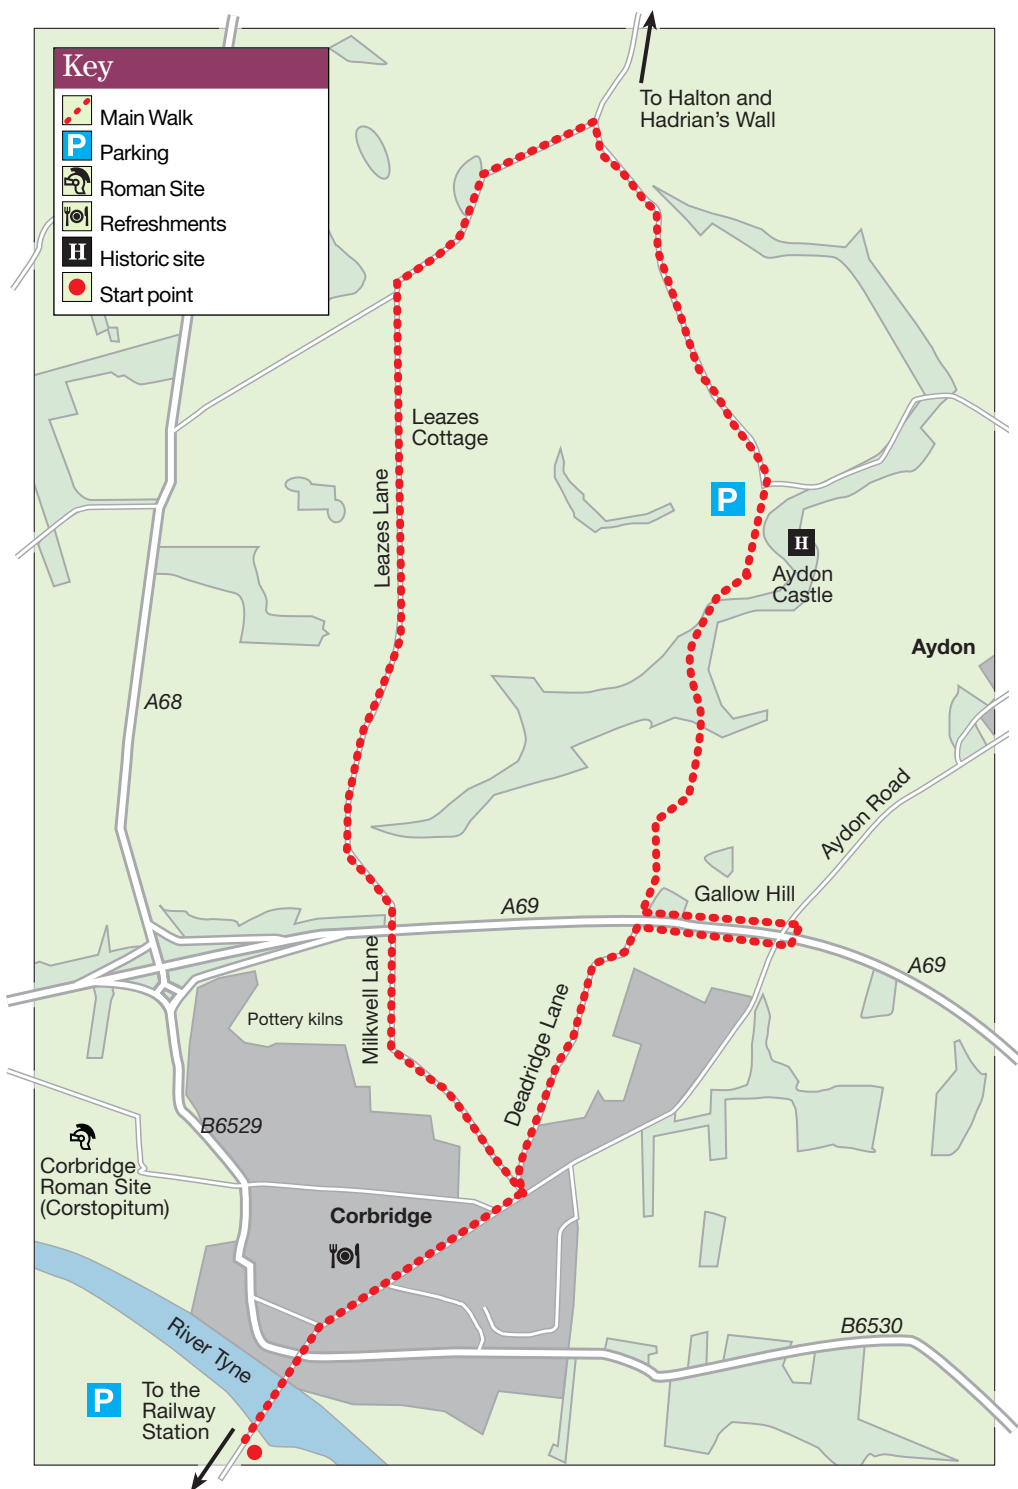 Key
Main Walk
P
Parking
Roman Site
Refreshments
H
Historic site
Start point
To Halton and
Hadrian's Wall
Leazes
Cottage
Leazes Lane
P
H
Aydon
Castle
Aydon
A68
Aydon Road
Gallow Hill
A69
A69
Milkwell Lane
Pottery kilns
Deadridge Lane
B6529
Corbridge
Roman Site
(Corstopitum)
Corbridge
River Tyne
B6530
P
To the
Railway
Station